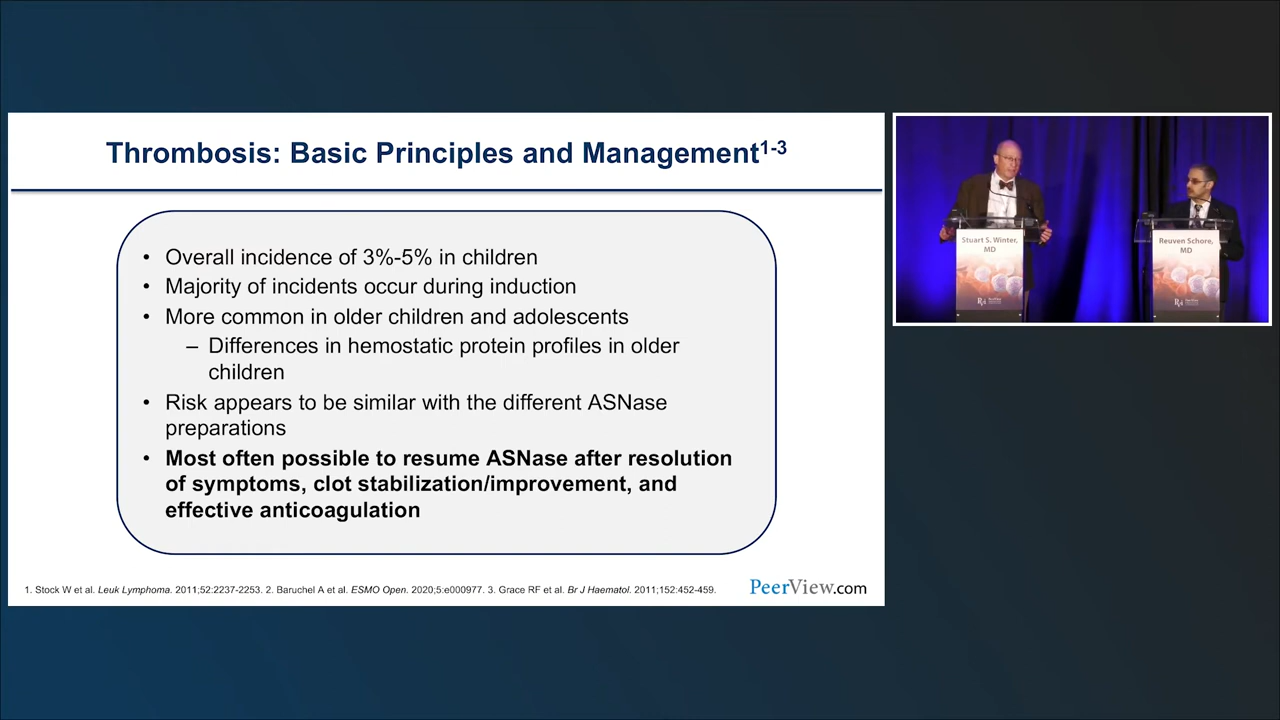 Thrombosis: Basic Principles and Management1-3
• Overall incidence of 3%-5% in children
• Majority of incidents occur during induction
• More common in older children and adolescents
– Differences in hemostatic protein profiles in older
children
• Risk appears to be similar with the different ASNase
preparations
• Most often possible to resume ASNase after resolution
of symptoms, clot stabilization/improvement, and
effective anticoagulation
1. Stock W et al. Leuk Lymphoma. 2011;52:2237-2253. 2. Baruchel A et al. ESMO Open. 2020;5:e000977. 3. Grace RF et al. Br J Haematol. 2011;152:452-459.
PeerView.com
Stuart S. Winter,
MD
Reuven Schore,
MD